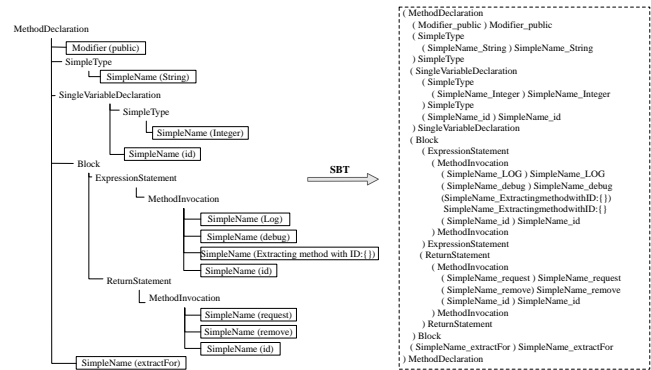 MethodDeclaration
Modifier (public)
SimpleType
SimpleName (String)
SingleVariableDeclaration
SimpleType
SimpleName (Integer)
SimpleName (id)
Block
ExpressionStatement
MethodInvocation
SimpleName (Log)
SimpleName (debug)
SimpleName (Extracting method with ID:{})
SimpleName (id)
ReturnStatement
MethodInvocation
SimpleName (request)
SimpleName (remove)
SimpleName (id)
SimpleName (extractFor)
SBT
( MethodDeclaration
( Modifier_public ) Modifier_public
( SimpleType
( SimpleName_String ) SimpleName_String
) SimpleType
( SingleVariableDeclaration
( SimpleType
( SimpleName_Integer ) SimpleName_Integer
) SimpleType
( SimpleName_id ) SimpleName_id
) SingleVariableDeclaration
( Block
( ExpressionStatement
( MethodInvocation
( SimpleName_LOG ) SimpleName_LOG
( SimpleName_debug ) SimpleName_debug
(SimpleName_ExtractingmethodwithID:{})
SimpleName_ExtractingmethodwithID:{}
( SimpleName_id ) SimpleName_id
) MethodInvocation
) ExpressionStatement
( ReturnStatement
( MethodInvocation
( SimpleName_request ) SimpleName_request
( SimpleName_remove) SimpleName_remove
( SimpleName_id ) SimpleName_id
) MethodInvocation
) ReturnStatement
) Block
( SimpleName_extractFor ) SimpleName_extractFor
) MethodDeclaration